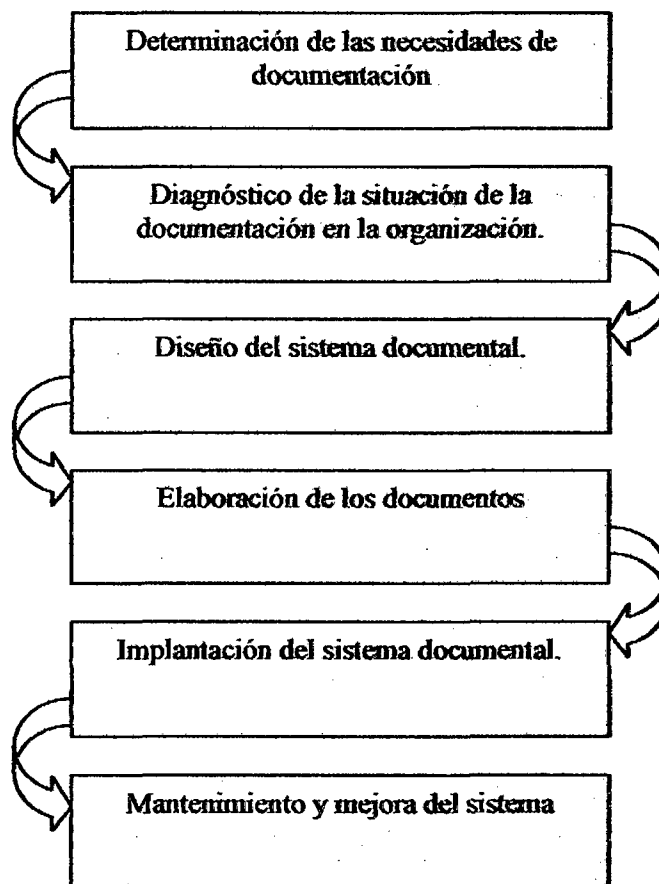 Determinación de las necesidades de
documentación
Diagnóstico de la situación de la
documentación en la organización.
Diseño del sistema documental.
Elaboración de los documentos
Implantación del sistema documental.
Mantenimiento y mejora del sistema